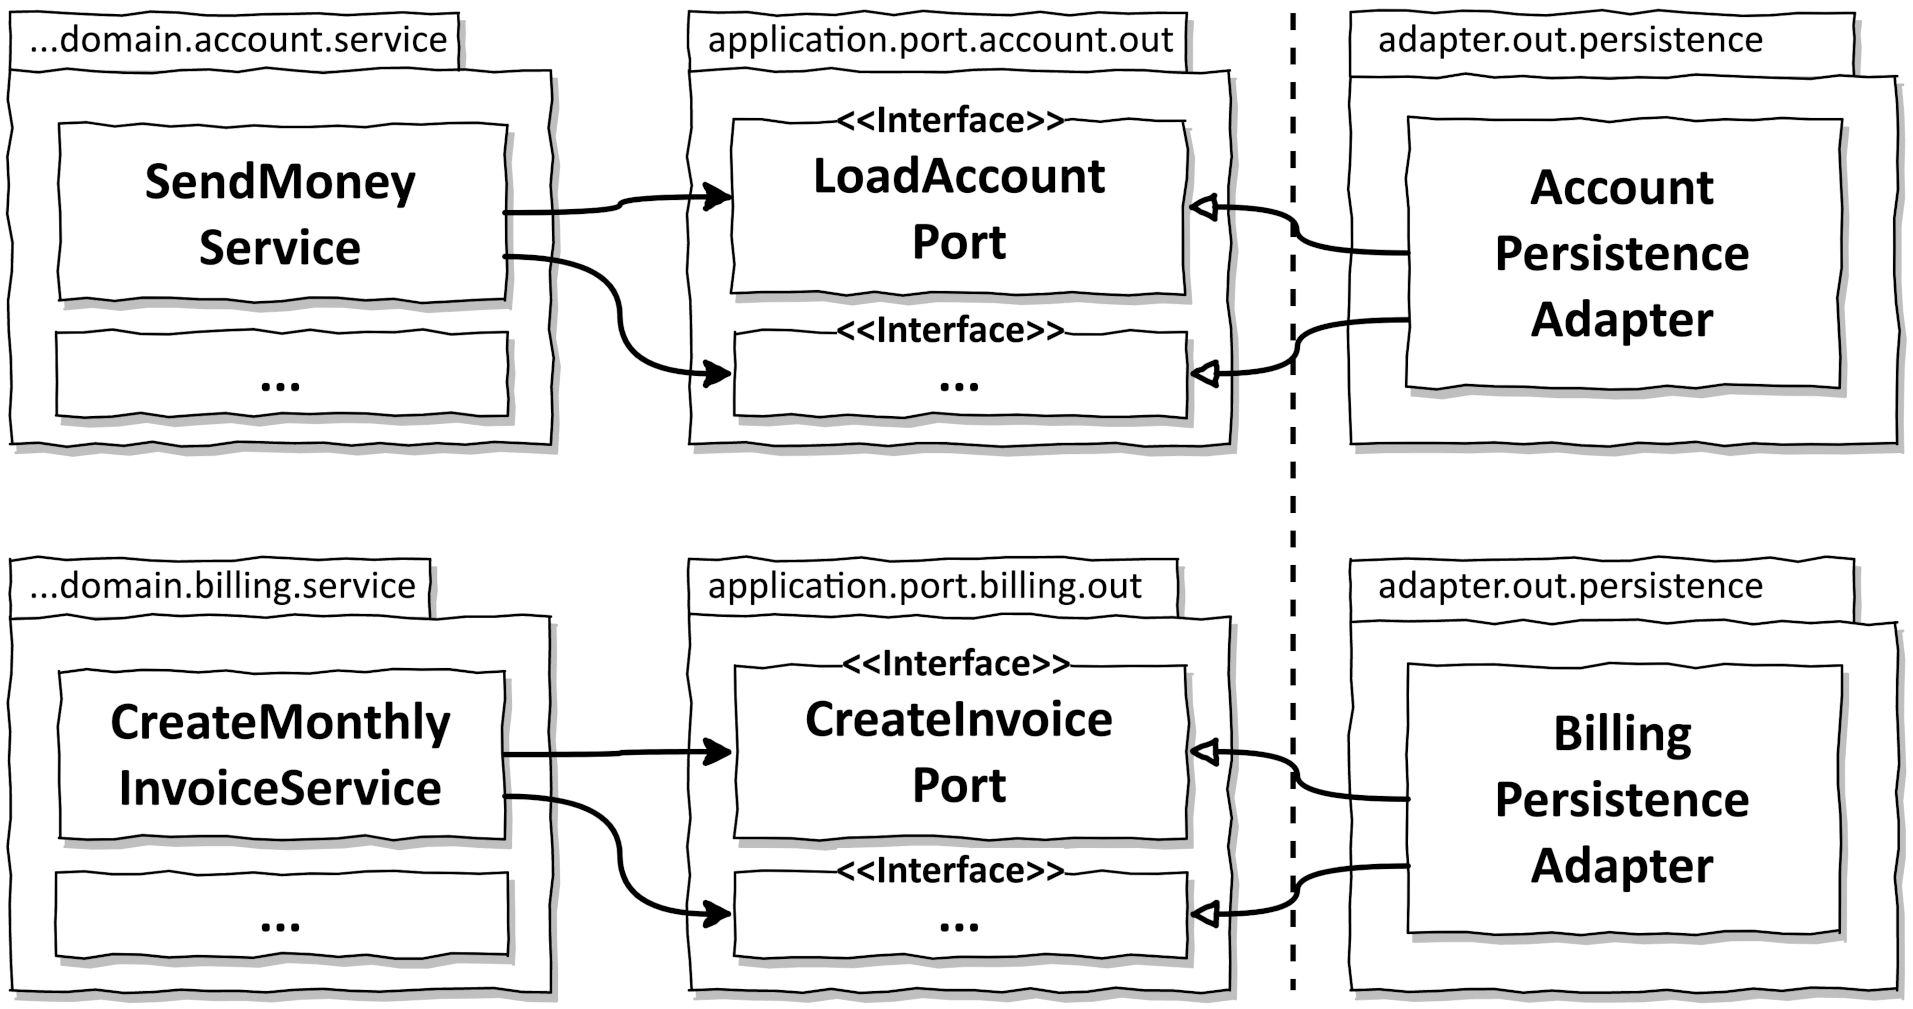 ...domain.account.service
application.port.account.out
adapter.out.persistence
SendMoney
Service
...
<<Interface>>
LoadAccount
Port
<<Interface>>
...
Account
Persistence
Adapter
...domain.billing.service
application.port.billing.out
adapter.out.persistence
CreateMonthly
InvoiceService
...
<<Interface>>
CreateInvoice
Port
<<Interface>>
...
Billing
Persistence
Adapter